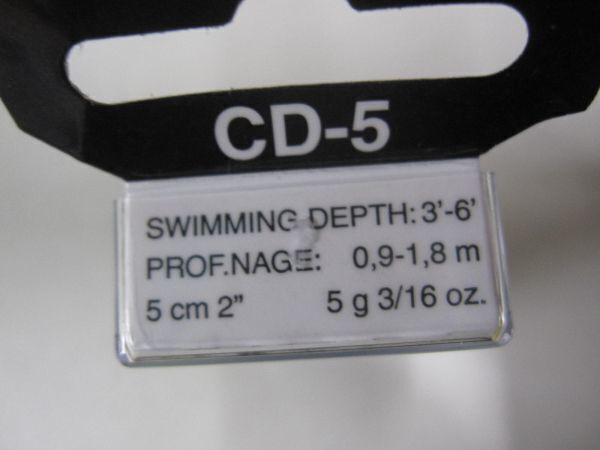 CD-5
SWIMMING DEPTH: 3'-6'
PROF.NAGE: 0,9-1,8 m
5 cm 2" 5 g 3/16 oz.